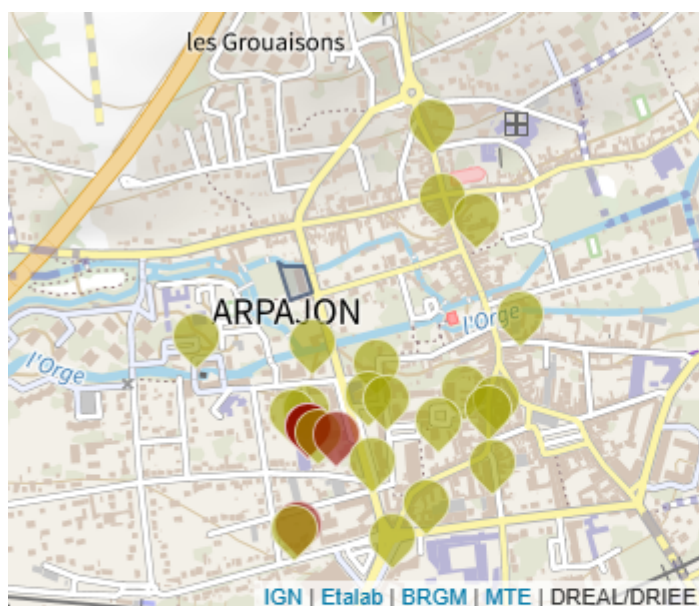 les Grouaisons
ARPAJON
l'Orge
l'Orge
IGN | Etalab | BRGM | MTE | DREAL/DRIEE